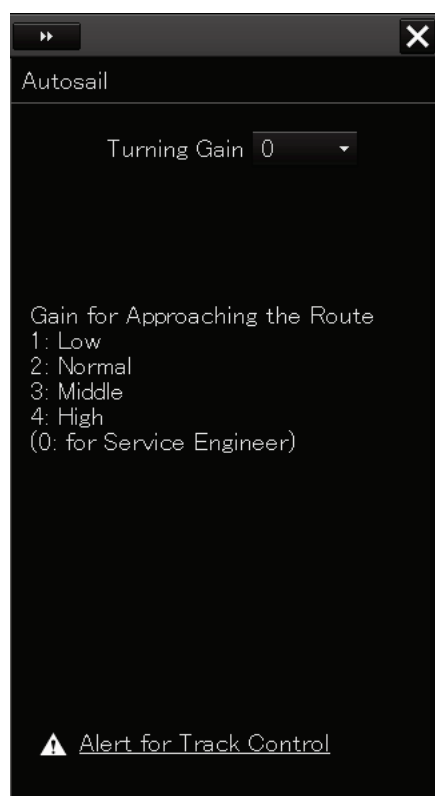 Autosail
Turning Gain 0
Gain for Approaching the Route
1: Low
2: Normal
3: Middle
4: High
(0: for Service Engineer)
Alert for Track Control